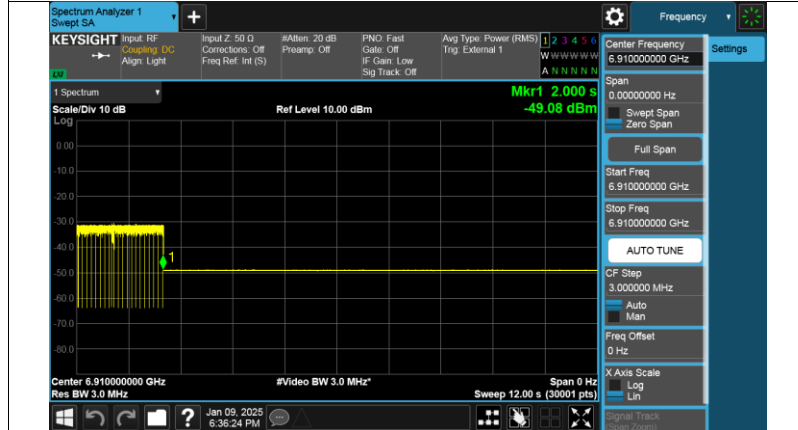 Spectrum Analyzer 1
Swept SA
Frequency
KEYSIGHT
Input: RF
Coupling: DC
Align: Light
Input Z: 50 Ω
Corrections: Off
Freq Ref: Int (S)
#Atten: 20 dB
Preamp: Off
PNO: Fast
Gate: Off
IF Gain: Low
Sig Track: Off
Avg Type: Power (RMS)
Trig: External 1
1 2 3 4 5 6
W W W W W W
A N N N N N
LXI
1 Spectrum
Scale/Div 10 dB
Log
Ref Level 10.00 dBm
Mkr1 2.000 s
-49.08 dBm
0.00
-10.0
-20.0
-30.0
-40.0
-50.0
-60.0
-70.0
-80.0
1
Center 6.910000000 GHz
Res BW 3.0 MHz
#Video BW 3.0 MHz*
Span 0 Hz
Sweep 12.00 s (30001 pts)
Jan 09, 2025
6:36:24 PM
Center Frequency
6.910000000 GHz
Settings
Span
0.00000000 Hz
Swept Span
Zero Span
Full Span
Start Freq
6.910000000 GHz
Stop Freq
6.910000000 GHz
AUTO TUNE
CF Step
3.000000 MHz
Auto
Man
Freq Offset
0 Hz
X Axis Scale
Log
Lin
Signal Track
(Span Zoom)